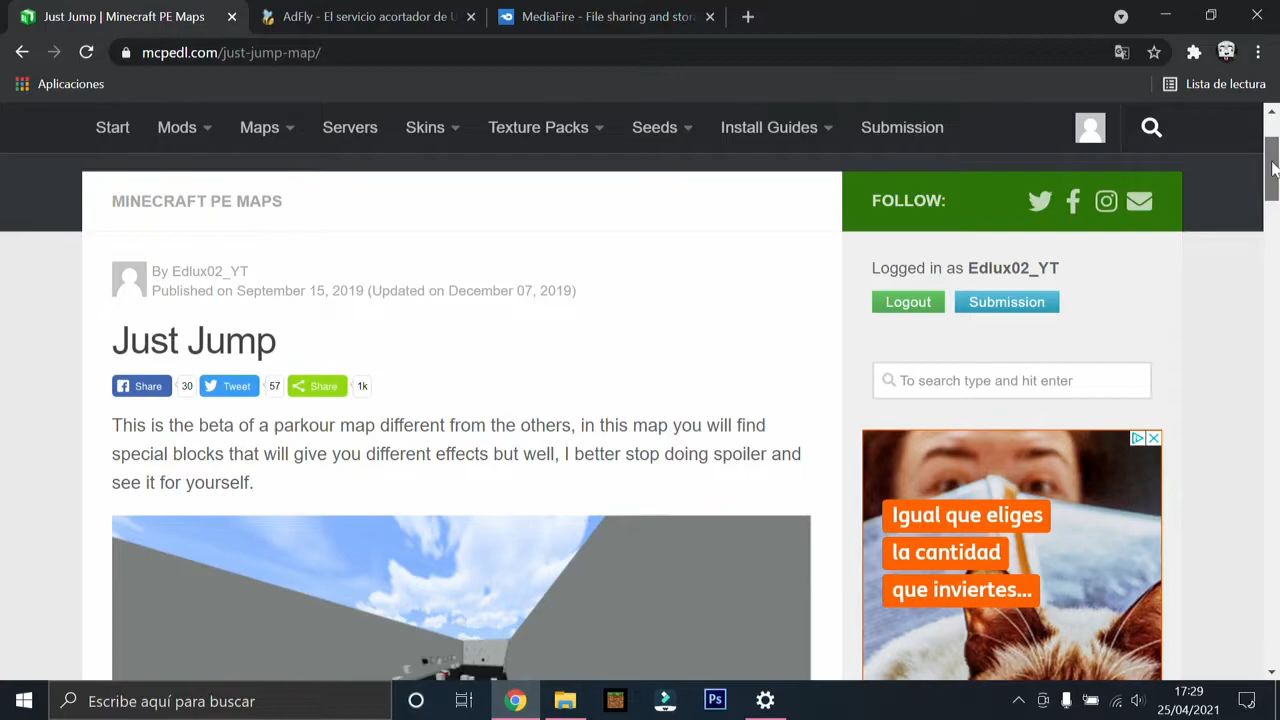 Just Jump | Minecraft PE Maps
AdFly - El servicio acortador de U
MediaFire - File sharing and stora
mcpedl.com/just-jump-map/
Aplicaciones
Lista de lectura
Start
Mods
Maps
Servers
Skins
Texture Packs
Seeds
Install Guides
Submission
MINECRAFT PE MAPS
FOLLOW:
By Edlux02_YT
Published on September 15, 2019 (Updated on December 07, 2019)
Logged in as Edlux02_YT
Logout
Submission
Just Jump
Share 30
Tweet 57
Share 1k
To search type and hit enter
This is the beta of a parkour map different from the others, in this map you will find
special blocks that will give you different effects but well, I better stop doing spoiler and
see it for yourself.
Igual que eliges
la cantidad
que inviertes...
Escribe aquí para buscar
Ps
17:29
25/04/2021